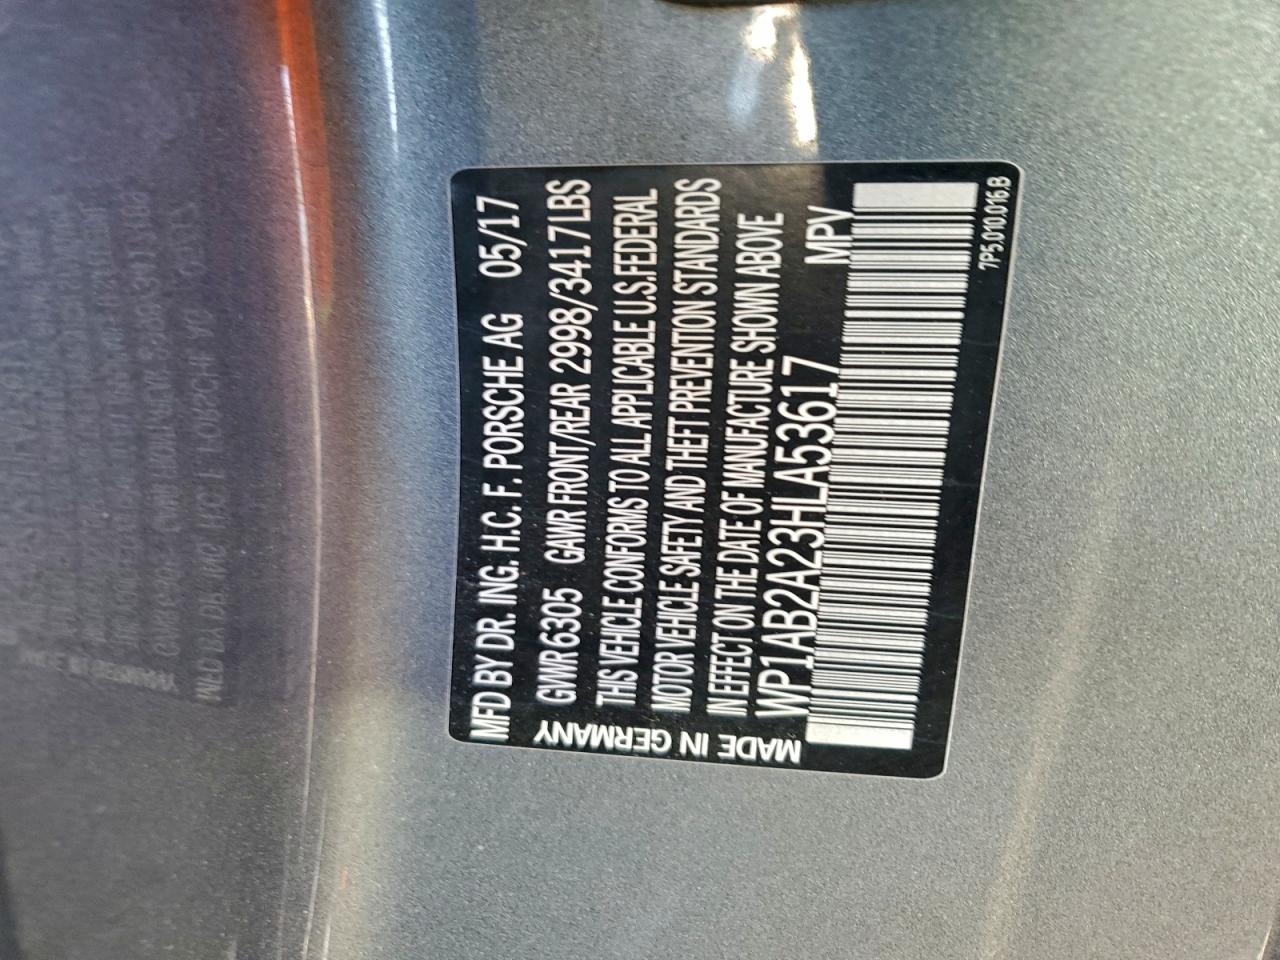 MFD BY DR. ING. H.C. F. PORSCHE AG 05/17
GVWR 6305 GAWR FRONT/REAR 2998/3417LBS
THIS VEHICLE CONFORMS TO ALL APPLICABLE U.S.FEDERAL
MOTOR VEHICLE SAFETY AND THEFT PREVENTION STANDARDS
IN EFFECT ON THE DATE OF MANUFACTURE SHOWN ABOVE
WP1AB2A23HLA53617 MPV
7P5.010.016.B
MADE IN GERMANY